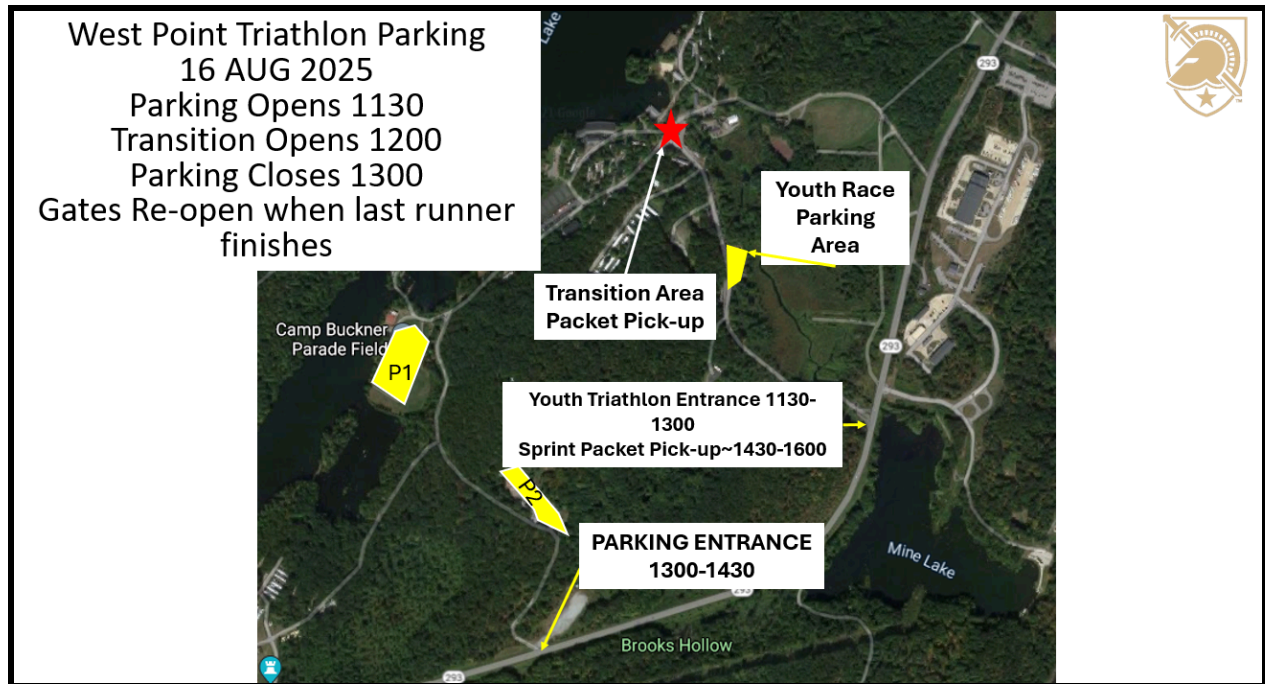 West Point Triathlon Parking
16 AUG 2025
Parking Opens 1130
Transition Opens 1200
Parking Closes 1300
Gates Re-open when last runner
finishes
Lake
293
Youth Race
Parking
Area
Transition Area
Packet Pick-up
Camp Buckner
Parade Field
P1
293
Youth Triathlon Entrance 1130-
1300
Sprint Packet Pick-up~1430-1600
P2
PARKING ENTRANCE
1300-1430
Mine Lake
293
Brooks Hollow
293